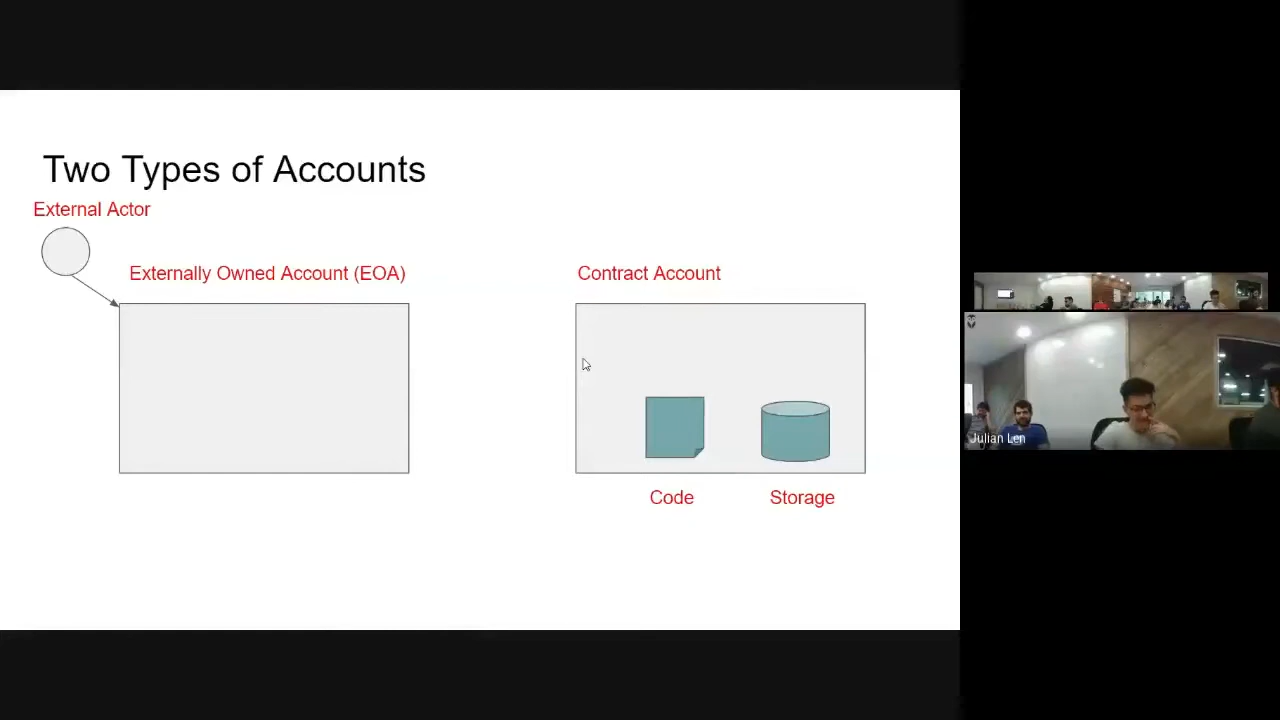 Two Types of Accounts
External Actor
Externally Owned Account (EOA)
Contract Account
Code
Storage
Julian Len